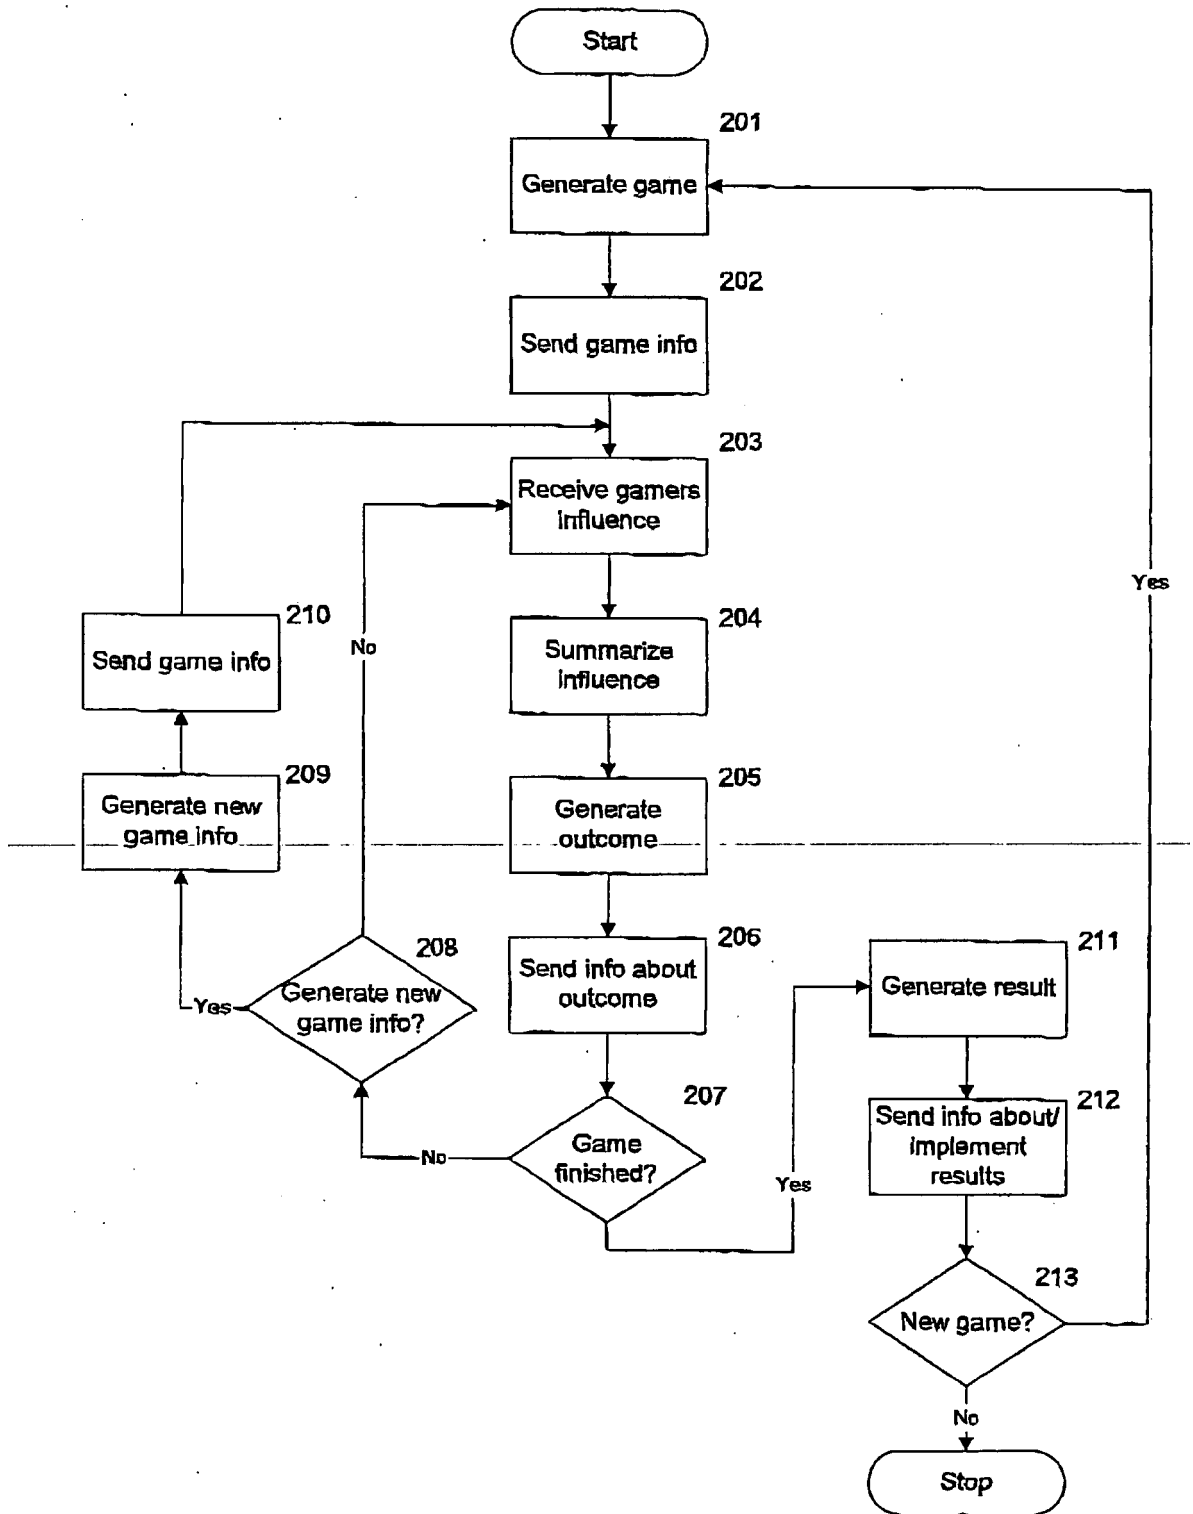 Start
201
Generate game
202
Send game info
203
Receive gamers
influence
204
Summarize
influence
205
Generate
outcome
206
Send info about
outcome
207
Game
finished?
No
Yes
208
Generate new
game info?
No
Yes
209
Generate new
game info
210
Send game info
211
Generate result
212
Send info about/
implement
results
213
New game?
Yes
No
Stop